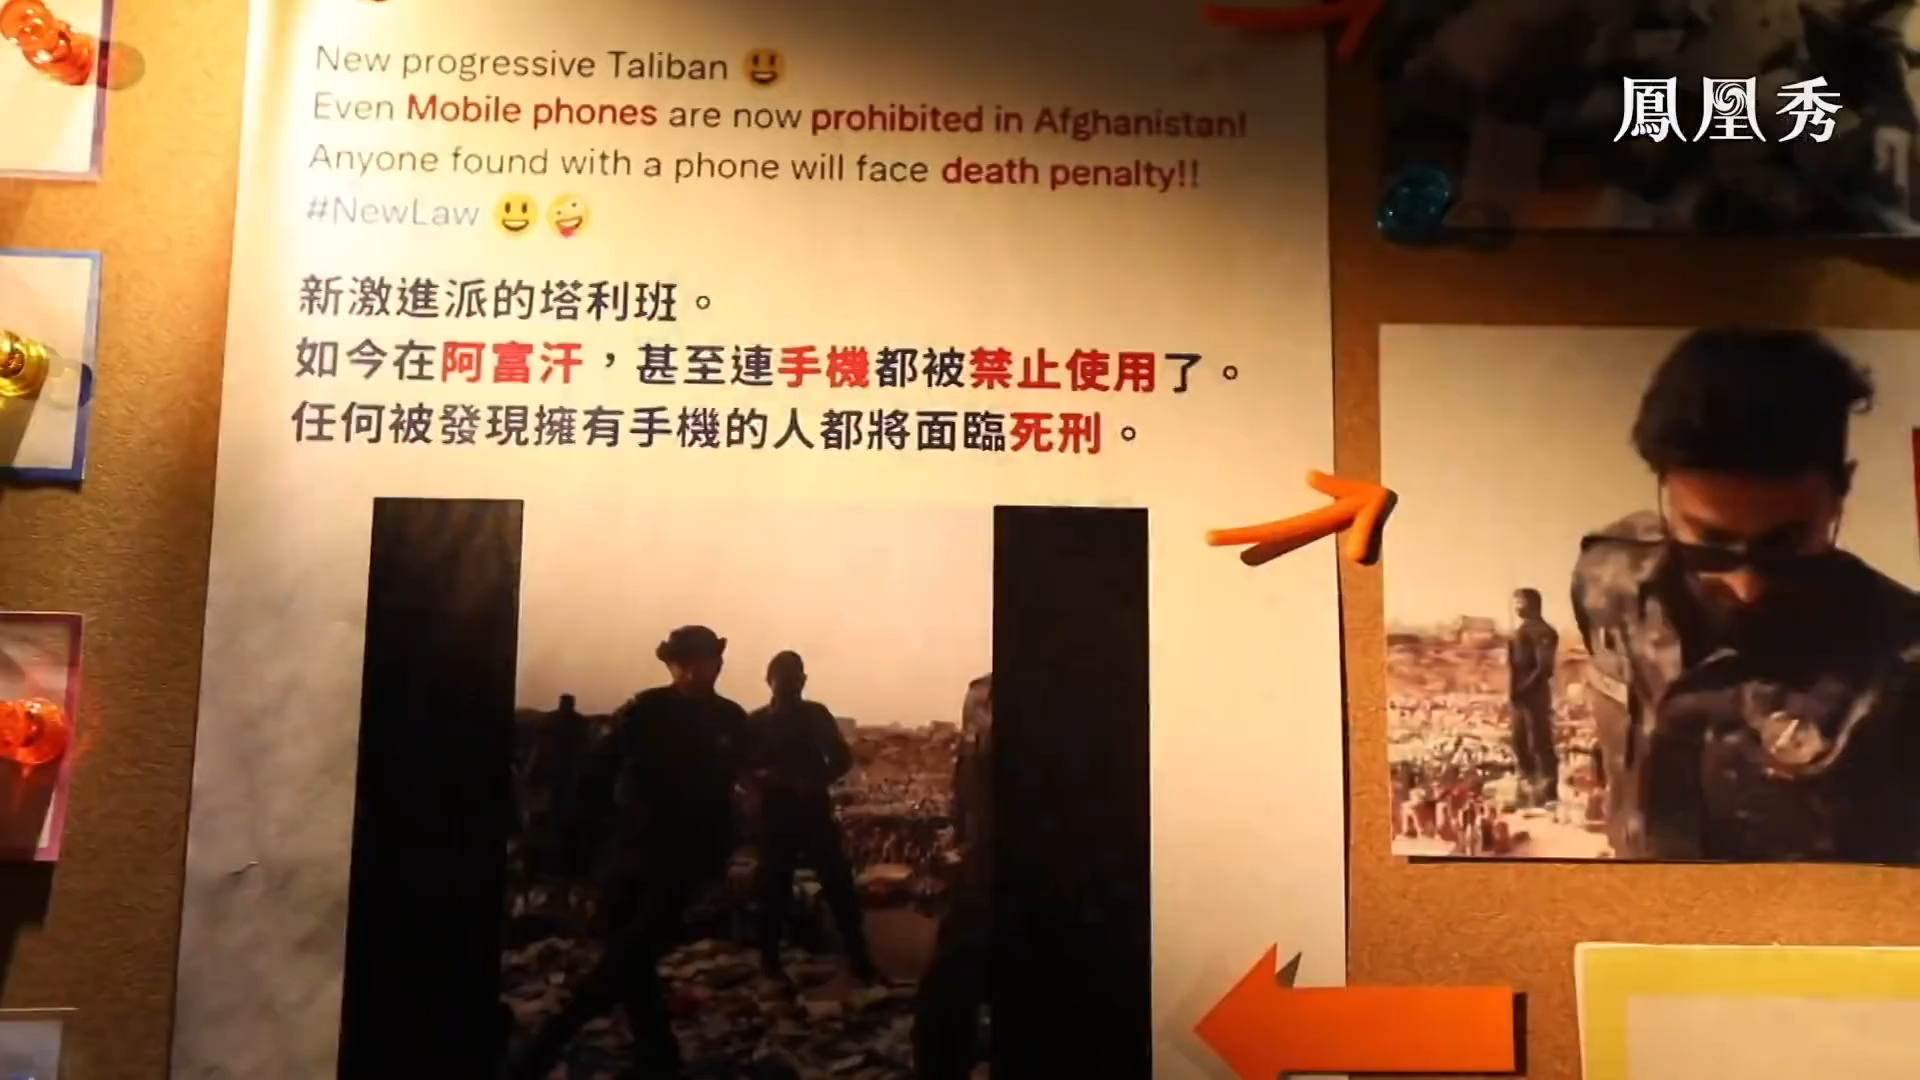 New progressive Taliban 😃
Even Mobile phones are now prohibited in Afghanistan!
Anyone found with a phone will face death penalty!!
#NewLaw 😃🤪
新激進派的塔利班。
如今在阿富汗，甚至連手機都被禁止使用了。
任何被發現擁有手機的人都將面臨死刑。
鳳凰秀